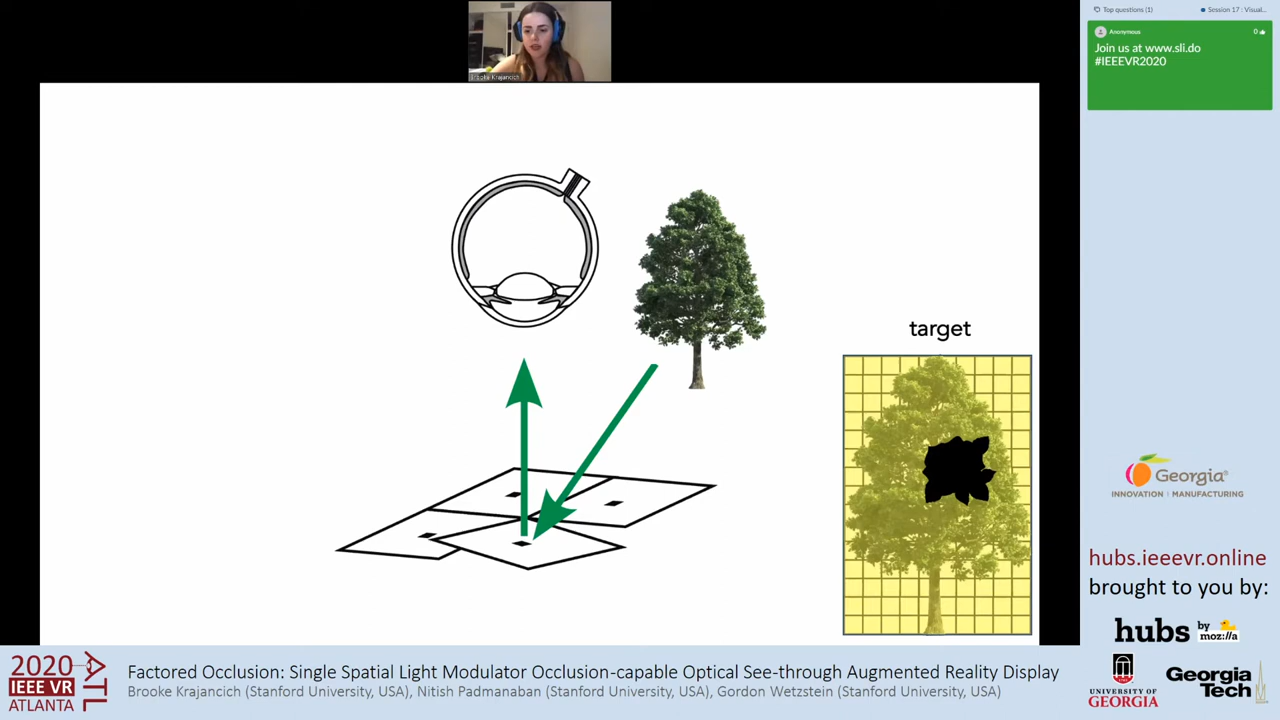 Top questions (1)
Session 17 : Visual...
Anonymous
0
Join us at www.sli.do
#IEEEVR2020
Brooke Krajancich
target
Georgia®
INNOVATION | MANUFACTURING
hubs.ieeevr.online
brought to you by:
hubs by moz://a
UNIVERSITY OF
GEORGIA
Georgia
Tech
2020
IEEE VR
ATLANTA
ATL
Factored Occlusion: Single Spatial Light Modulator Occlusion-capable Optical See-through Augmented Reality Display
Brooke Krajancich (Stanford University, USA), Nitish Padmanaban (Stanford University, USA), Gordon Wetzstein (Stanford University, USA)